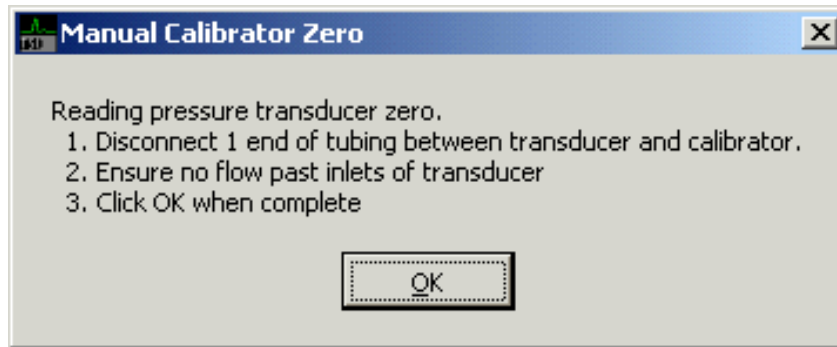 Manual Calibrator Zero
Reading pressure transducer zero.
1. Disconnect 1 end of tubing between transducer and calibrator.
2. Ensure no flow past inlets of transducer
3. Click OK when complete
OK